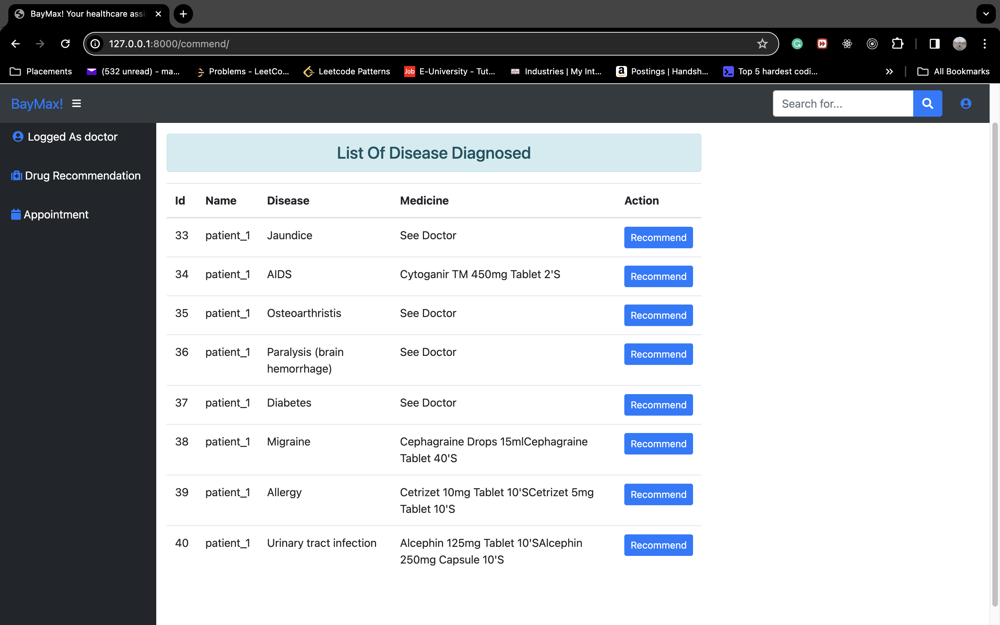 BayMax! Your healthcare assi
127.0.0.1:8000/commend/
Placements
(532 unread) - ma...
Problems - LeetCo...
Leetcode Patterns
Job
E-University - Tut...
Industries | My Int...
a
Postings | Handsh...
Top 5 hardest codi...
All Bookmarks
BayMax!
Search for...
Logged As doctor
Drug Recommendation
Appointment
List Of Disease Diagnosed
Id Name Disease Medicine Action
33 patient_1 Jaundice See Doctor Recommend
34 patient_1 AIDS Cytoganir TM 450mg Tablet 2'S Recommend
35 patient_1 Osteoarthristis See Doctor Recommend
36 patient_1 Paralysis (brain See Doctor Recommend
hemorrhage)
37 patient_1 Diabetes See Doctor Recommend
38 patient_1 Migraine Cephagraine Drops 15mlCephagraine Recommend
Tablet 40'S
39 patient_1 Allergy Cetrizet 10mg Tablet 10'SCetrizet 5mg Recommend
Tablet 10'S
40 patient_1 Urinary tract infection Alcephin 125mg Tablet 10'SAlcephin Recommend
250mg Capsule 10'S